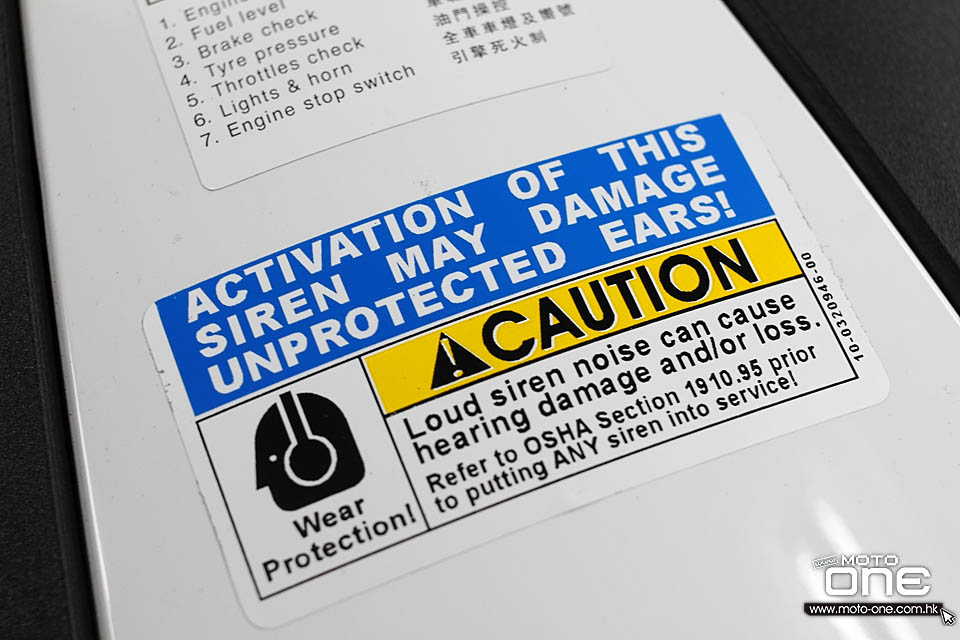 1. Engine
2. Fuel level
3. Brake check
4. Tyre pressure
5. Throttles check
6. Lights & horn
7. Engine stop switch
油門操控
全車車燈及响號
引擎死火制
ACTIVATION OF THIS
SIREN MAY DAMAGE
UNPROTECTED EARS!
CAUTION
Loud siren noise can cause
hearing damage and/or loss.
Refer to OSHA Section 1910.95 prior
to putting ANY siren into service!
Wear
Protection!
10-0320946-00
MOTO
ONE
www.moto-one.com.hk